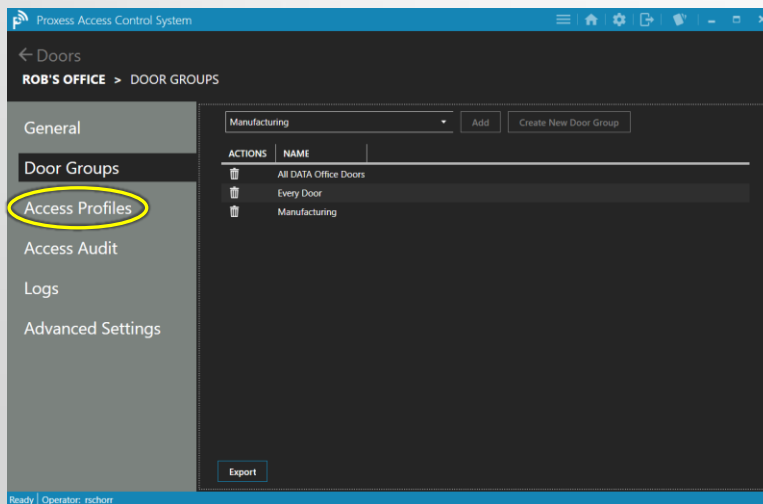 Proxess Access Control System
Doors
ROB'S OFFICE > DOOR GROUPS
General
Door Groups
Access Profiles
Access Audit
Logs
Advanced Settings
Manufacturing Add Create New Door Group
ACTIONS NAME
All DATA Office Doors
Every Door
Manufacturing
Export
Ready Operator: rschorr